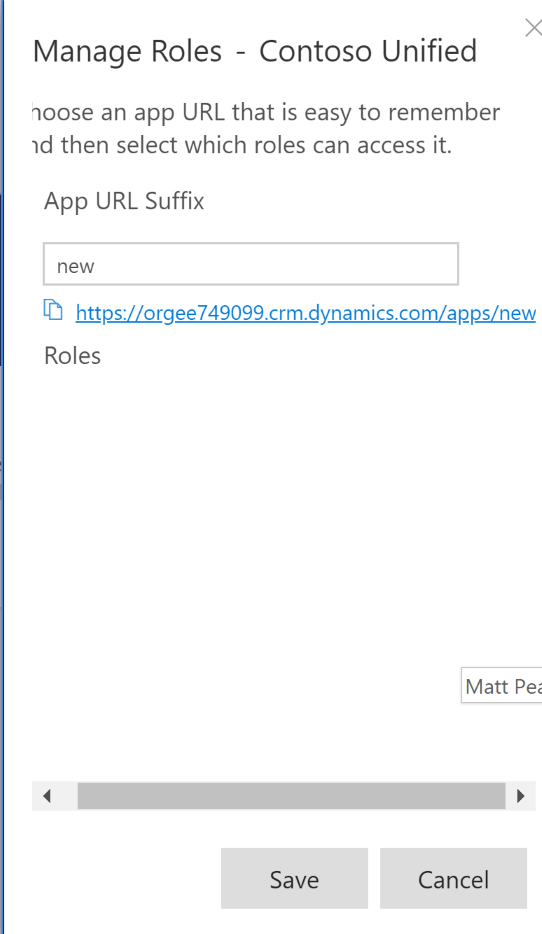 Manage Roles - Contoso Unified
hoose an app URL that is easy to remember
nd then select which roles can access it.
App URL Suffix
new
https://orgee749099.crm.dynamics.com/apps/new
Roles
Matt Pea
Save
Cancel